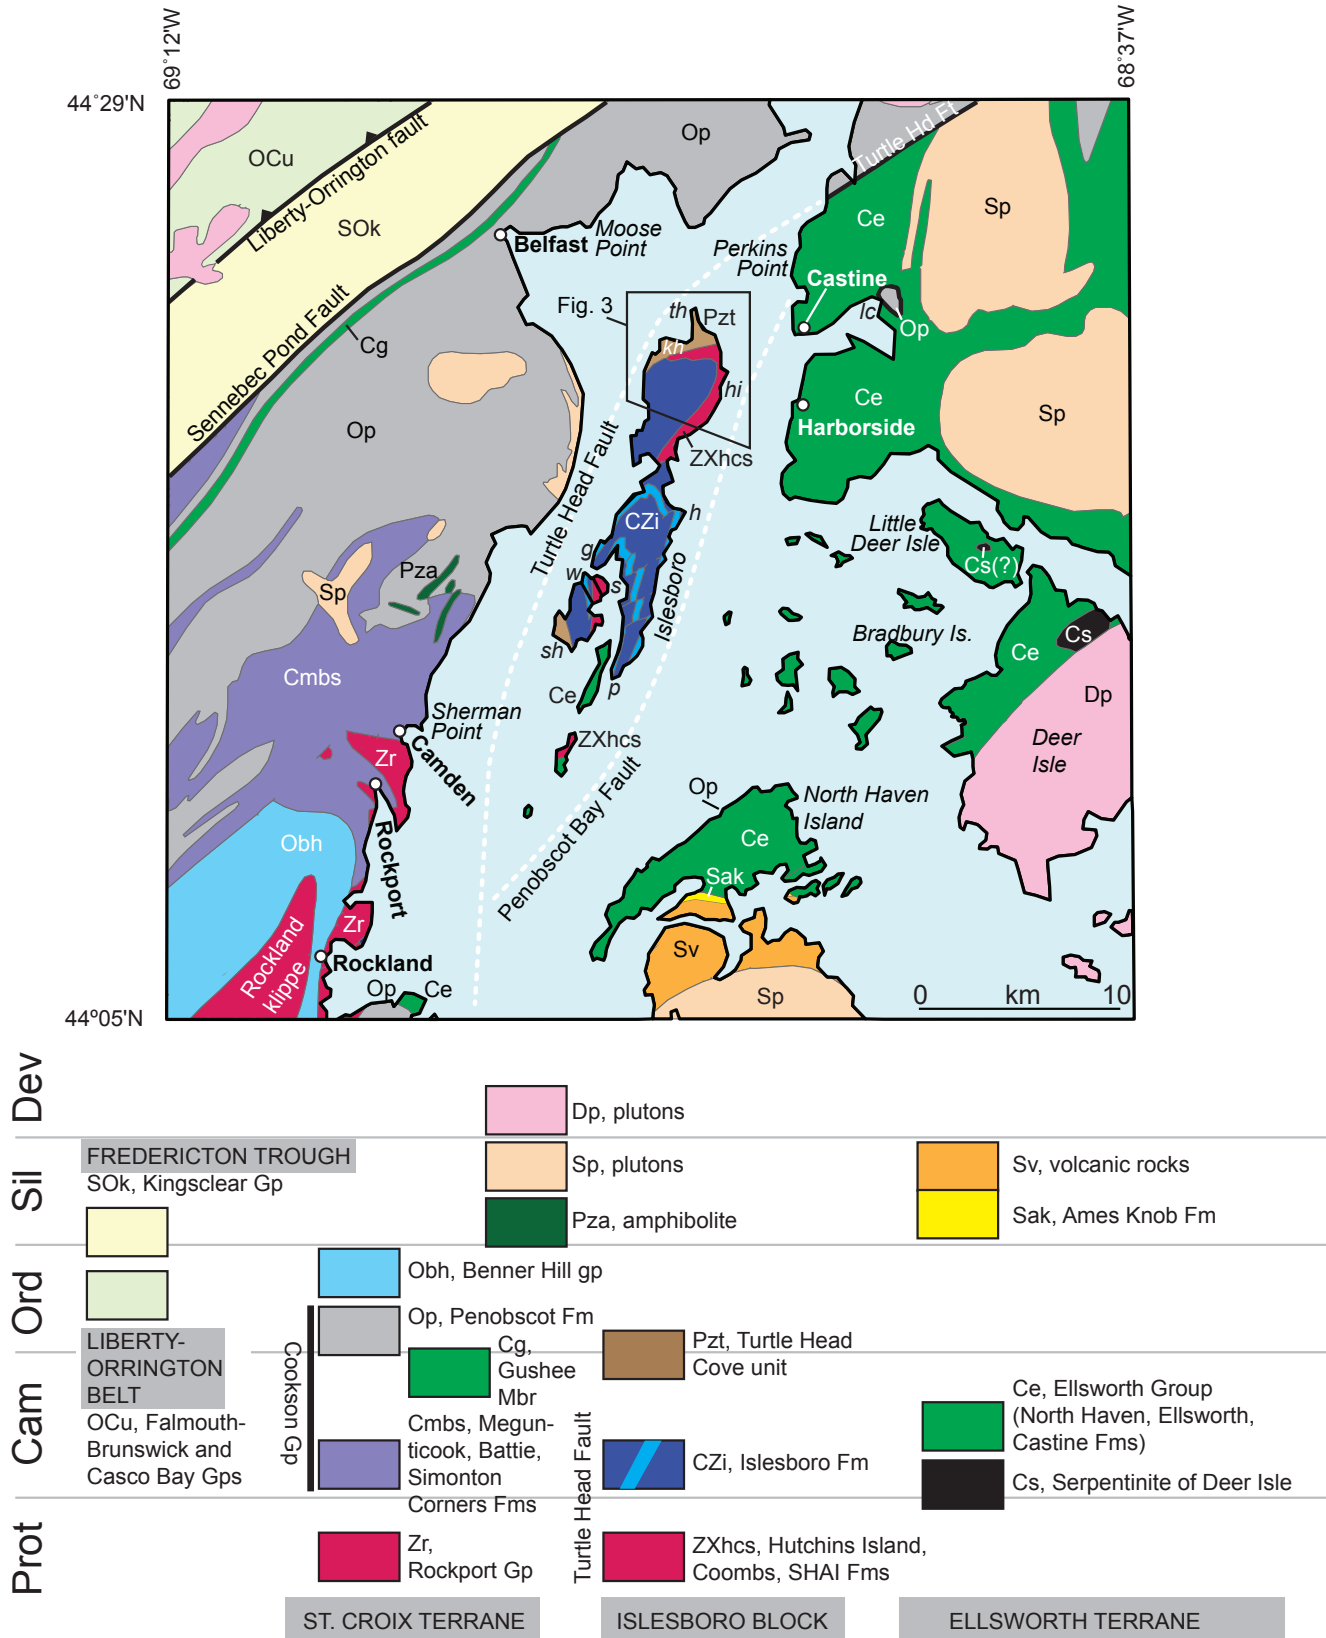 69˚12'W
68˚37'W
44˚29'N
OCu
Liberty-Orrington fault
SOk
Op
Turtle Hd Ft
Sp
Ce
Belfast
Moose
Point
Perkins
Point
Castine
lc
Op
Fig. 3
th
Pzt
kh
hi
Sennebec Pond Fault
Cg
Op
Ce
Harborside
Sp
ZXhcs
Turtle Head Fault
CZi
h
Little
Deer Isle
Cs(?)
g
w
s
Pza
Sp
Islesboro
Bradbury Is.
Cs
Ce
sh
Ce
p
Cmbs
Dp
Deer
Isle
Sherman
Point
ZXhcs
Zr
Camden
Penobscot Bay Fault
Op
North Haven
Island
Ce
Obh
Rockport
Sak
Rockland
klippe
Zr
Rockland
Sv
Op
Ce
Sp
0 km 10
44º05'N
Dev
Dp, plutons
Sil
FREDERICTON TROUGH
SOk, Kingsclear Gp
Sp, plutons
Pza, amphibolite
Sv, volcanic rocks
Sak, Ames Knob Fm
Ord
Obh, Benner Hill gp
Op, Penobscot Fm
LIBERTY-
ORRINGTON
BELT
OCu, Falmouth-
Brunswick and
Casco Bay Gps
Cam
Cookson Gp
Cg,
Gushee
Mbr
Cmbs, Megun-
ticook, Battie,
Simonton
Corners Fms
Pzt, Turtle Head
Cove unit
Turtle Head Fault
CZi, Islesboro Fm
Ce, Ellsworth Group
(North Haven, Ellsworth,
Castine Fms)
Cs, Serpentinite of Deer Isle
Prot
Zr,
Rockport Gp
ZXhcs, Hutchins Island,
Coombs, SHAI Fms
ST. CROIX TERRANE
ISLESBORO BLOCK
ELLSWORTH TERRANE